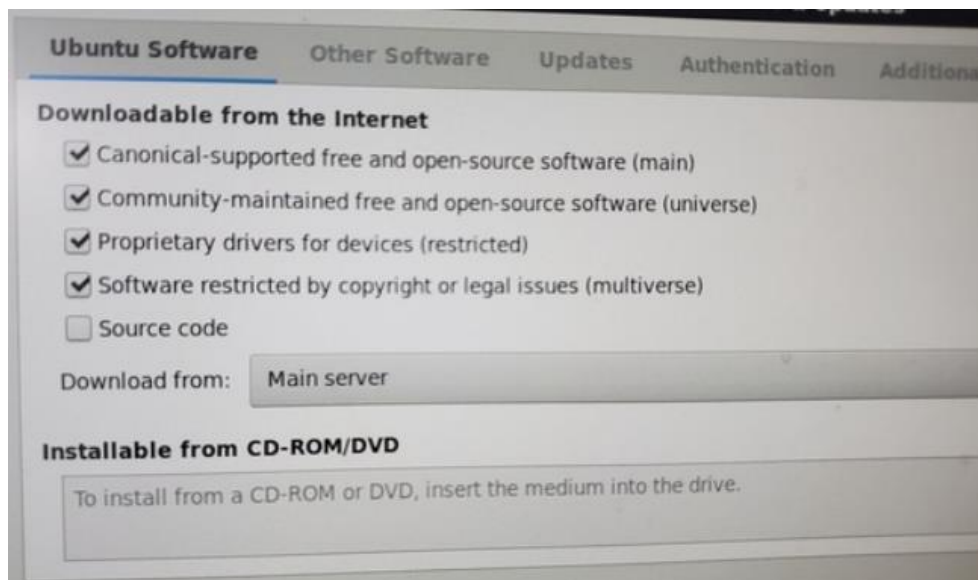 Ubuntu Software Other Software Updates Authentication Additiona
Downloadable from the Internet
Canonical-supported free and open-source software (main)
Community-maintained free and open-source software (universe)
Proprietary drivers for devices (restricted)
Software restricted by copyright or legal issues (multiverse)
Source code
Download from: Main server
Installable from CD-ROM/DVD
To install from a CD-ROM or DVD, insert the medium into the drive.